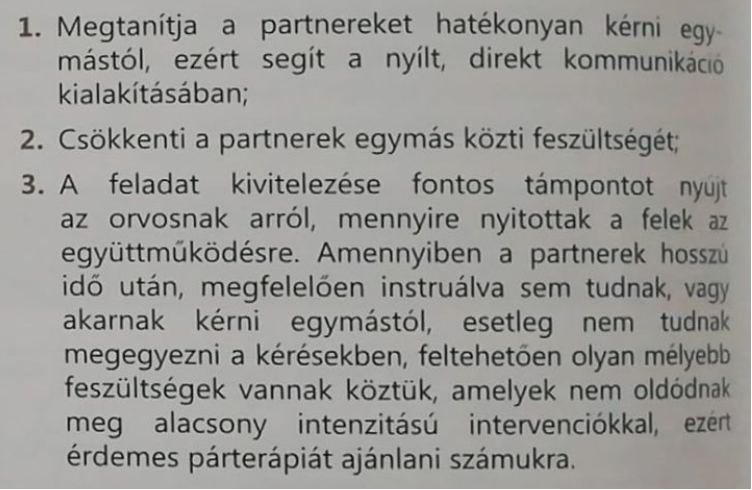 1. Megtanítja a partnereket hatékonyan kérni egy-
mástól, ezért segít a nyílt, direkt kommunikáció
kialakításában;
2. Csökkenti a partnerek egymás közti feszültségét;
3. A feladat kivitelezése fontos támpontot nyújt
az orvosnak arról, mennyire nyitottak a felek az
együttműködésre. Amennyiben a partnerek hosszú
idő után, megfelelően instruálva sem tudnak, vagy
akarnak kérni egymástól, esetleg nem tudnak
megegyezni a kérésekben, feltehetően olyan mélyebb
feszültségek vannak köztük, amelyek nem oldódnak
meg alacsony intenzitású intervenciókkal, ezért
érdemes párterápiát ajánlani számukra.